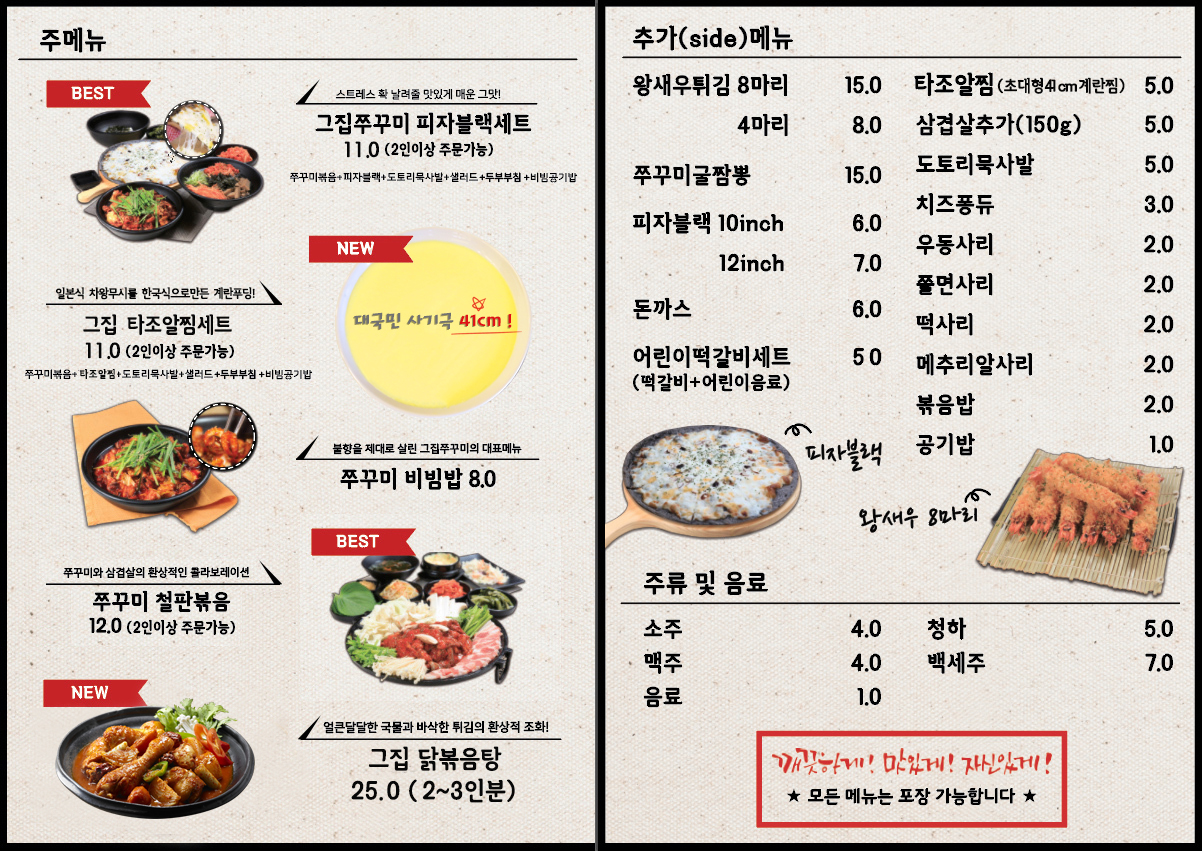 주메뉴
BEST
스트레스 확 날려줄 맛있게 매운 그맛!
그집쭈꾸미 피자블랙세트
11.0 (2인이상 주문가능)
쭈꾸미볶음+피자블랙+도토리묵사발+샐러드+두부부침+비빔공기밥
NEW
대국민 사기극 41cm !
일본식 차왕무시를 한국식으로만든 계란푸딩!
그집 타조알찜세트
11.0 (2인이상 주문가능)
쭈꾸미볶음+타조알찜+도토리묵사발+샐러드+두부부침+비빔공기밥
불향을 제대로 살린 그집쭈꾸미의 대표메뉴
쭈꾸미 비빔밥 8.0
BEST
쭈꾸미와 삼겹살의 환상적인 콜라보레이션
쭈꾸미 철판볶음
12.0 (2인이상 주문가능)
NEW
얼큰달달한 국물과 바삭한 튀김의 환상적 조화!
그집 닭볶음탕
25.0 ( 2~3인분)
추가(side)메뉴
왕새우튀김 8마리 15.0
4마리 8.0
쭈꾸미굴짬뽕 15.0
피자블랙 10inch 6.0
12inch 7.0
돈까스 6.0
어린이떡갈비세트 5 0
(떡갈비+어린이음료)
타조알찜 (초대형41cm계란찜) 5.0
삼겹살추가(150g) 5.0
도토리묵사발 5.0
치즈퐁듀 3.0
우동사리 2.0
쫄면사리 2.0
떡사리 2.0
메추리알사리 2.0
볶음밥 2.0
공기밥 1.0
피자블랙
왕새우 8마리
주류 및 음료
소주 4.0
맥주 4.0
음료 1.0
청하 5.0
백세주 7.0
깨끗하게! 맛있게! 자신있게!
★ 모든 메뉴는 포장 가능합니다 ★